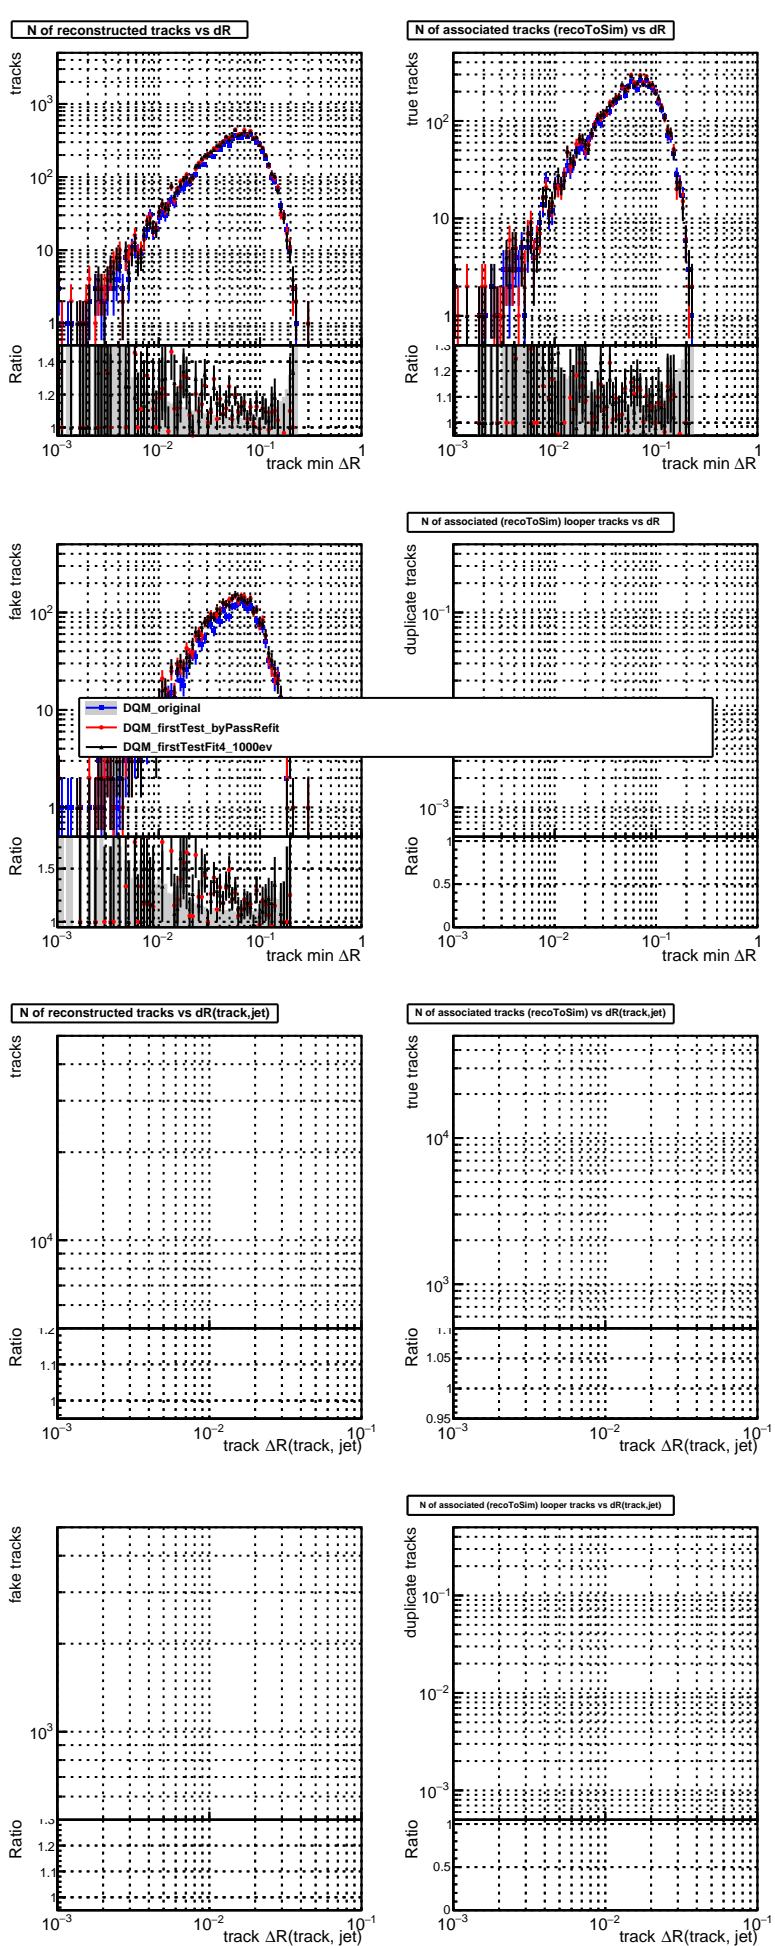 N of reconstructed tracks vs dR
tracks
10³
10²
10
1
Ratio
1.4
1.2
1
10⁻³
10⁻²
10⁻¹
1
track min ΔR
N of associated tracks (recoToSim) vs dR
true tracks
10²
10
1
Ratio
1.3
1.2
1.1
1
10⁻³
10⁻²
10⁻¹
1
track min ΔR
fake tracks
10²
10
1
Ratio
1.5
1
10⁻³
10⁻²
10⁻¹
1
track min ΔR
N of associated (recoToSim) looper tracks vs dR
duplicate tracks
10⁻¹
10⁻³
Ratio
1
0.5
0
10⁻³
10⁻²
10⁻¹
1
track min ΔR
DQM_original
DQM_firstTest_byPassRefit
DQM_firstTestFit4_1000ev
N of reconstructed tracks vs dR(track,jet)
tracks
10⁴
Ratio
1.2
1.1
1
10⁻³
10⁻²
10⁻¹
track ΔR(track, jet)
N of associated tracks (recoToSim) vs dR(track,jet)
true tracks
10⁴
10³
Ratio
1.1
1.05
1
0.95
10⁻³
10⁻²
10⁻¹
track ΔR(track, jet)
fake tracks
10³
Ratio
1.3
1.2
1.1
1
10⁻³
10⁻²
10⁻¹
track ΔR(track, jet)
N of associated (recoToSim) looper tracks vs dR(track,jet)
duplicate tracks
10⁻¹
10⁻²
10⁻³
Ratio
1
0.5
0
10⁻³
10⁻²
10⁻¹
track ΔR(track, jet)